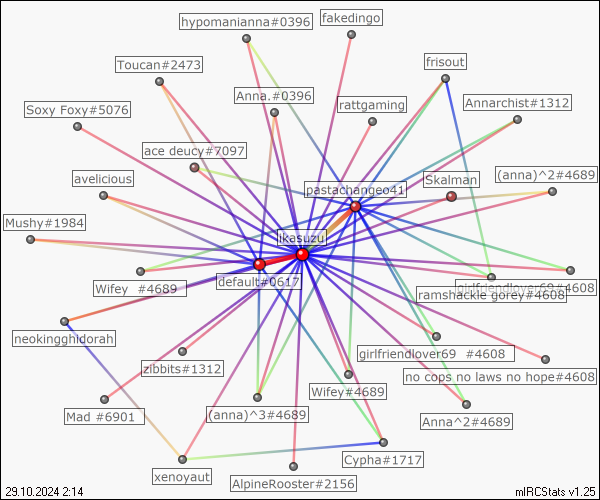 hypomanianna#0396
fakedingo
Toucan#2473
frisout
Anna.#0396
rattgaming
Annarchist#1312
Soxy Foxy#5076
ace deucy#7097
avelicious
Skalman
(anna)^2#4689
pastachangeo41
Mushy#1984
ikasuzu
default#0617
Wifey #4689
girlfriendlover69#4608
ramshackle gorey#4608
neokingghidorah
girlfriendlover69 #4608
zibbits#1312
no cops no laws no hope#4608
Wifey#4689
Mad #6901
(anna)^3#4689
Anna^2#4689
Cypha#1717
xenoyaut
AlpineRooster#2156
29.10.2024 2:14
mIRCStats v1.25